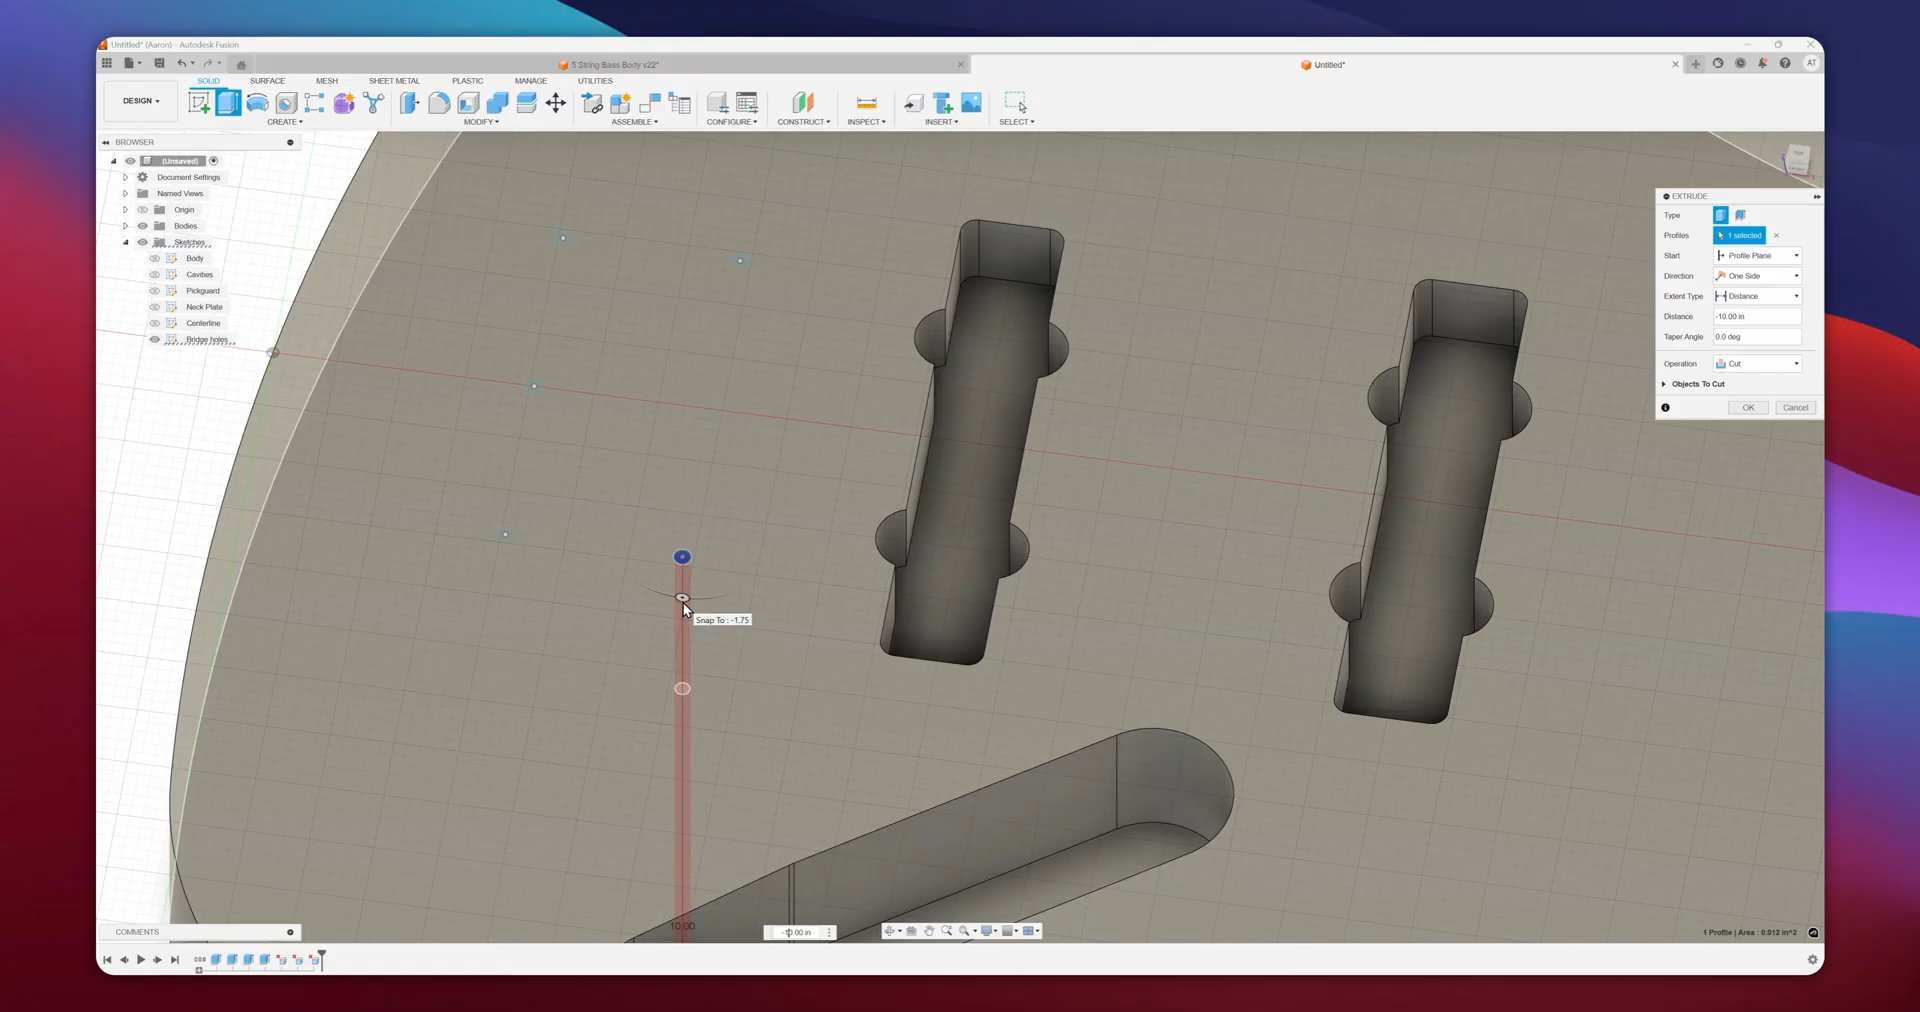 Untitled* (Aaron) - Autodesk Fusion
5 String Bass Body v22*
Untitled*
AT
DESIGN
SOLID
SURFACE
MESH
SHEET METAL
PLASTIC
MANAGE
UTILITIES
CREATE
MODIFY
ASSEMBLE
CONFIGURE
CONSTRUCT
INSPECT
INSERT
SELECT
BROWSER
(Unsaved)
Document Settings
Named Views
Origin
Bodies
Sketches
Body
Cavities
Pickguard
Neck Plate
Centerline
Bridge holes
TOP
EXTRUDE
Type
Profiles 1 selected
Start Profile Plane
Direction One Side
Extent Type Distance
Distance -10.00 in
Taper Angle 0.0 deg
Operation Cut
Objects To Cut
OK Cancel
Snap To : -1.75
10.00
-10.00 in
COMMENTS
1 Profile | Area : 0.012 in^2